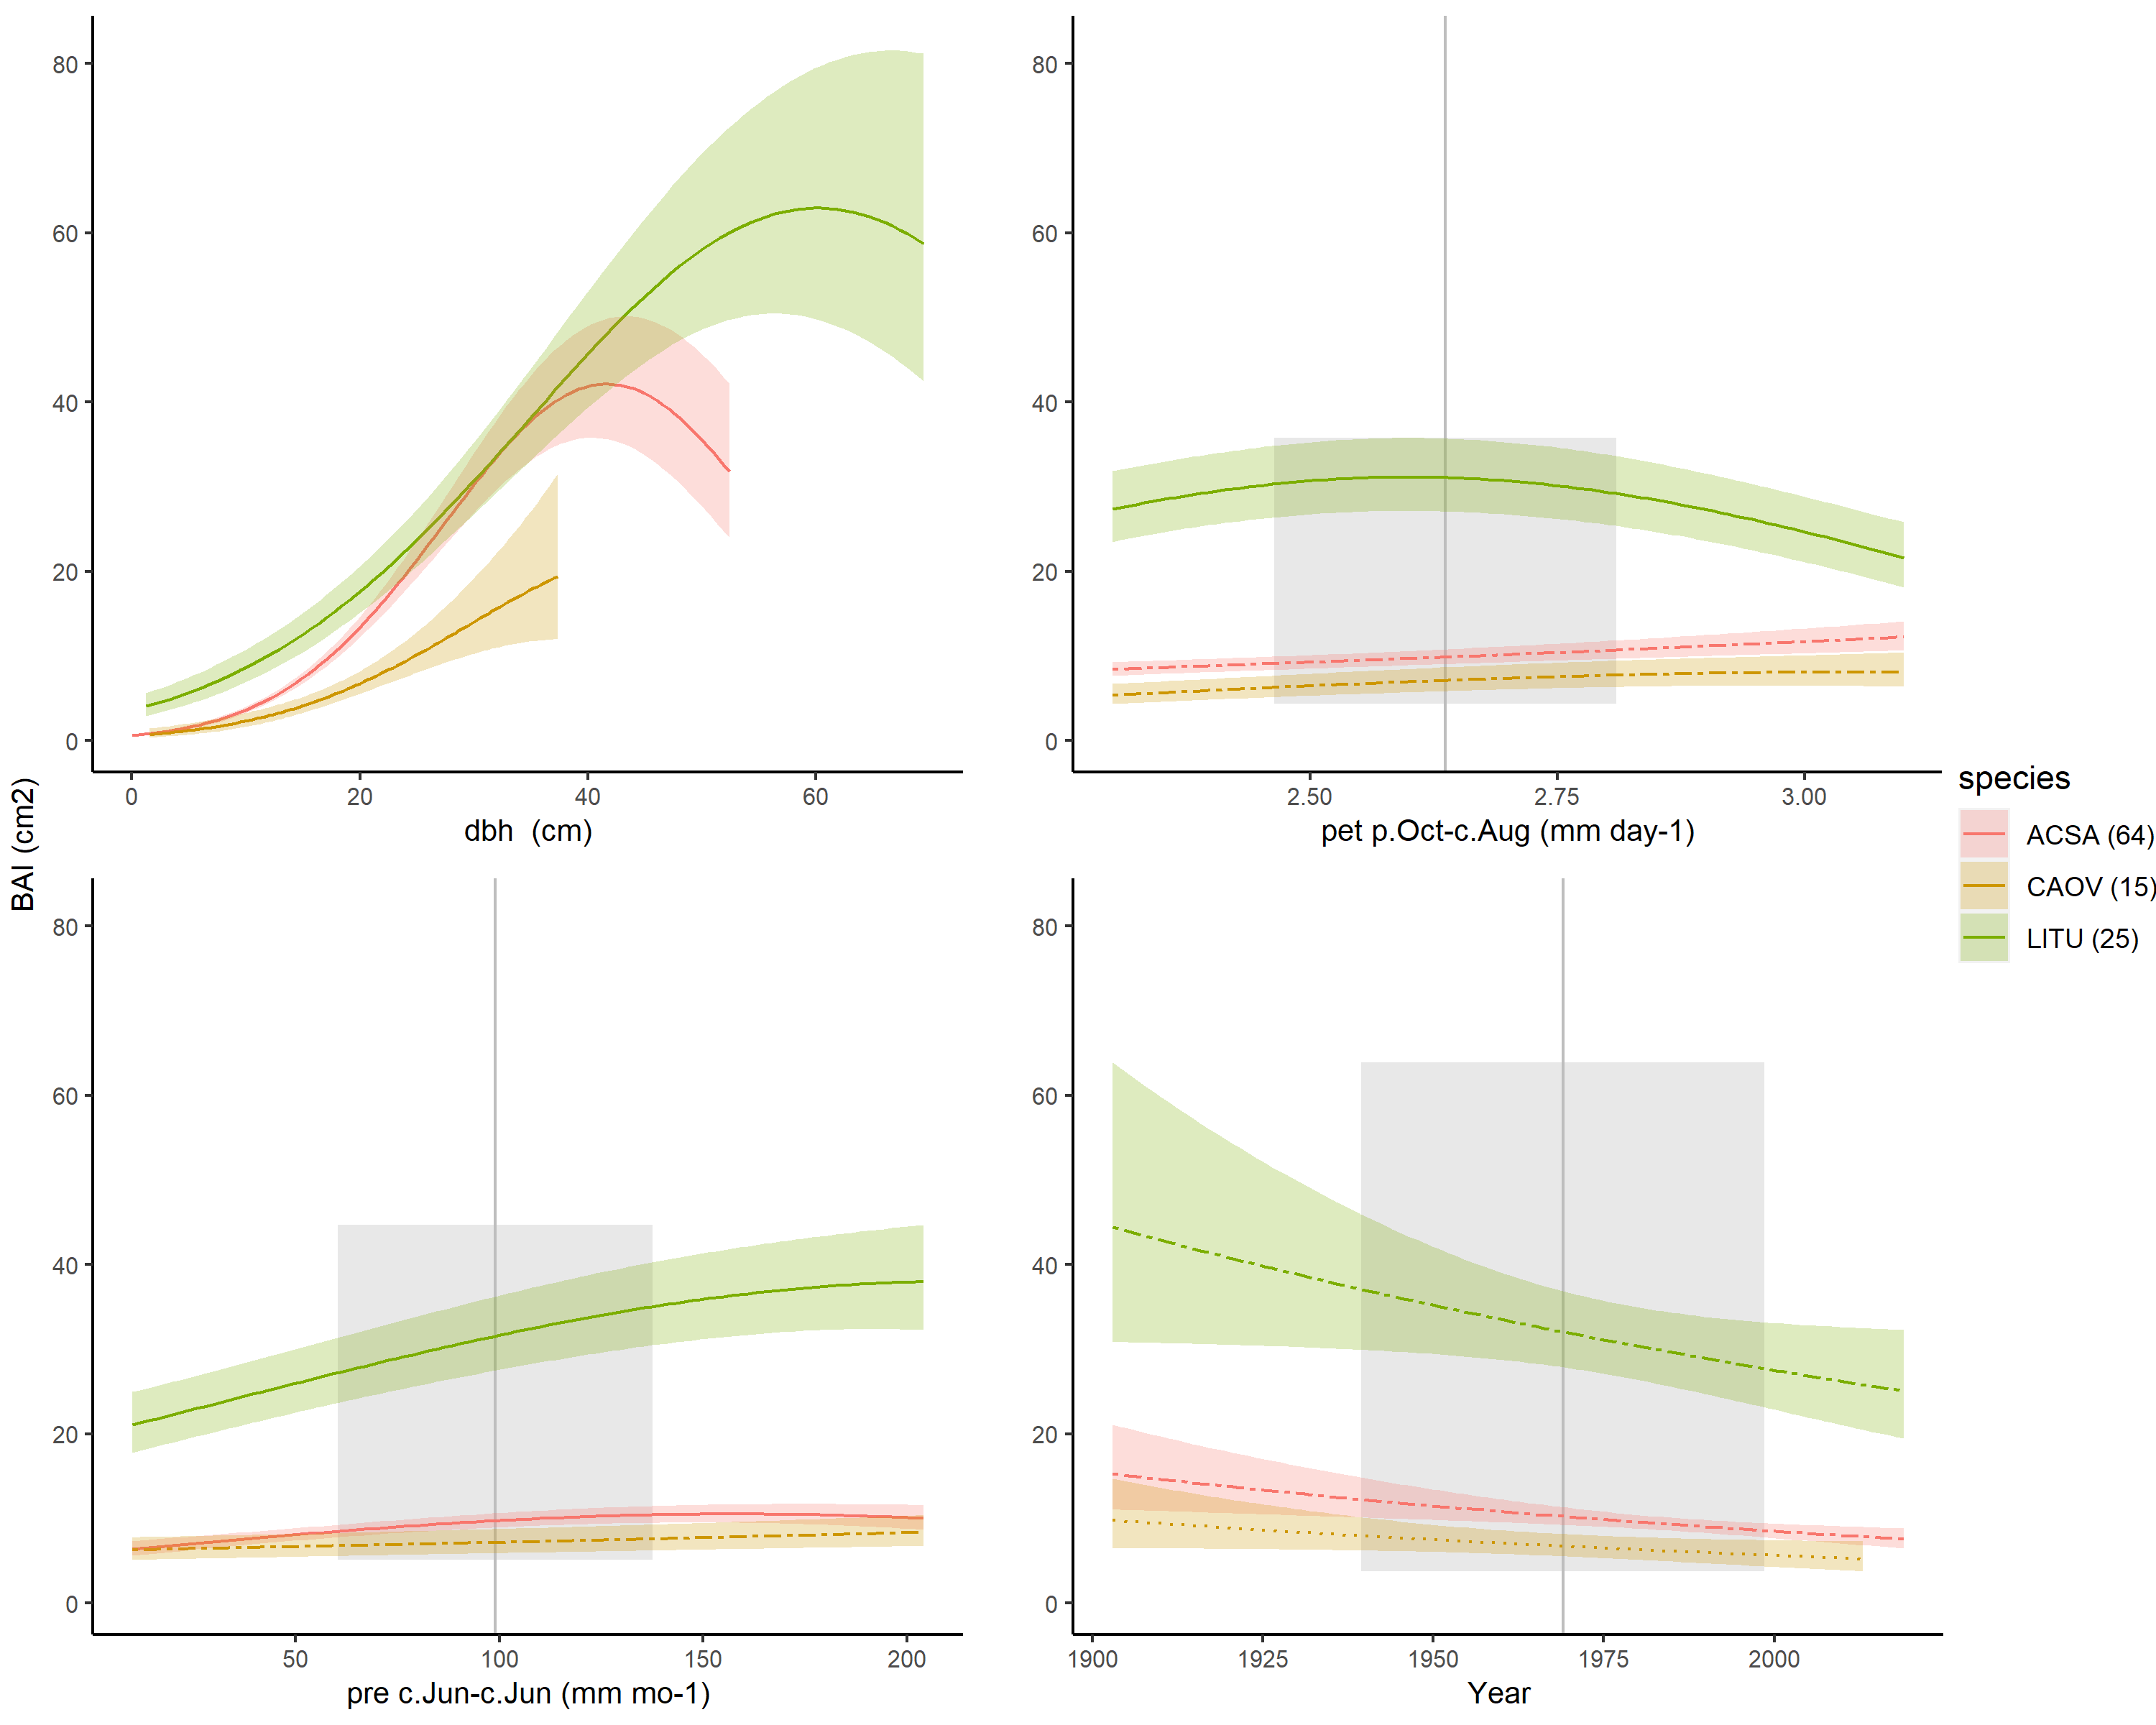 BAI (cm2)
80
60
40
20
0
0 20 40 60
dbh  (cm)
80
60
40
20
0
2.50 2.75 3.00
pet p.Oct-c.Aug (mm day-1)
80
60
40
20
0
50 100 150 200
pre c.Jun-c.Jun (mm mo-1)
80
60
40
20
0
1900 1925 1950 1975 2000
Year
species
ACSA (64)
CAOV (15)
LITU (25)